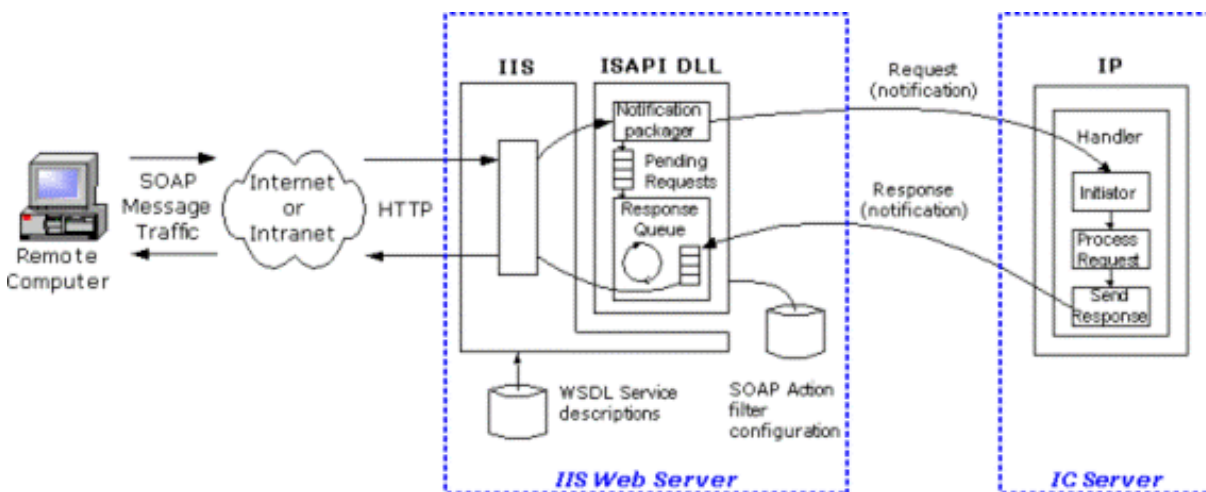 IIS
ISAPI DLL
Request
(notification)
IP
Notification
packager
Handler
Pending
Requests
SOAP
Message
Traffic
Internet
or
Intranet
HTTP
Response
(notification)
Initiator
Response
Queue
Process
Request
Remote
Computer
Send
Response
WSDL Service
descriptions
SOAP Action
filter
configuration
IIS Web Server
IC Server